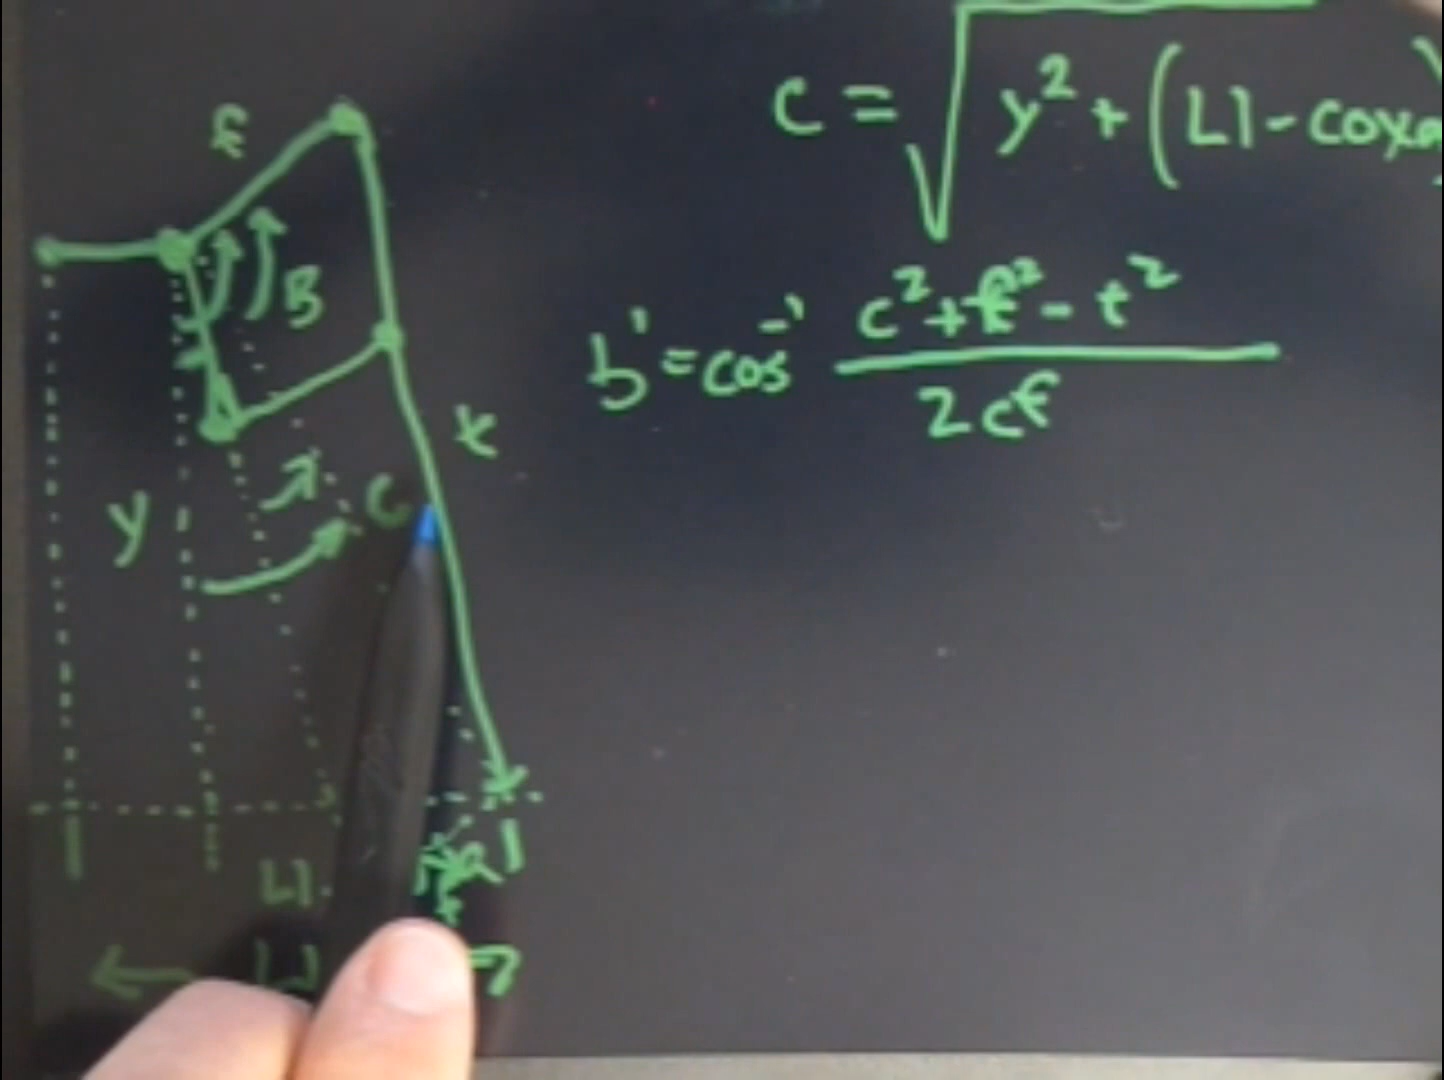 c = √ y² + (L1 - coxa)
b' = cos⁻¹ c² + f² - t²
2cf
f
B
t
y
c
L1